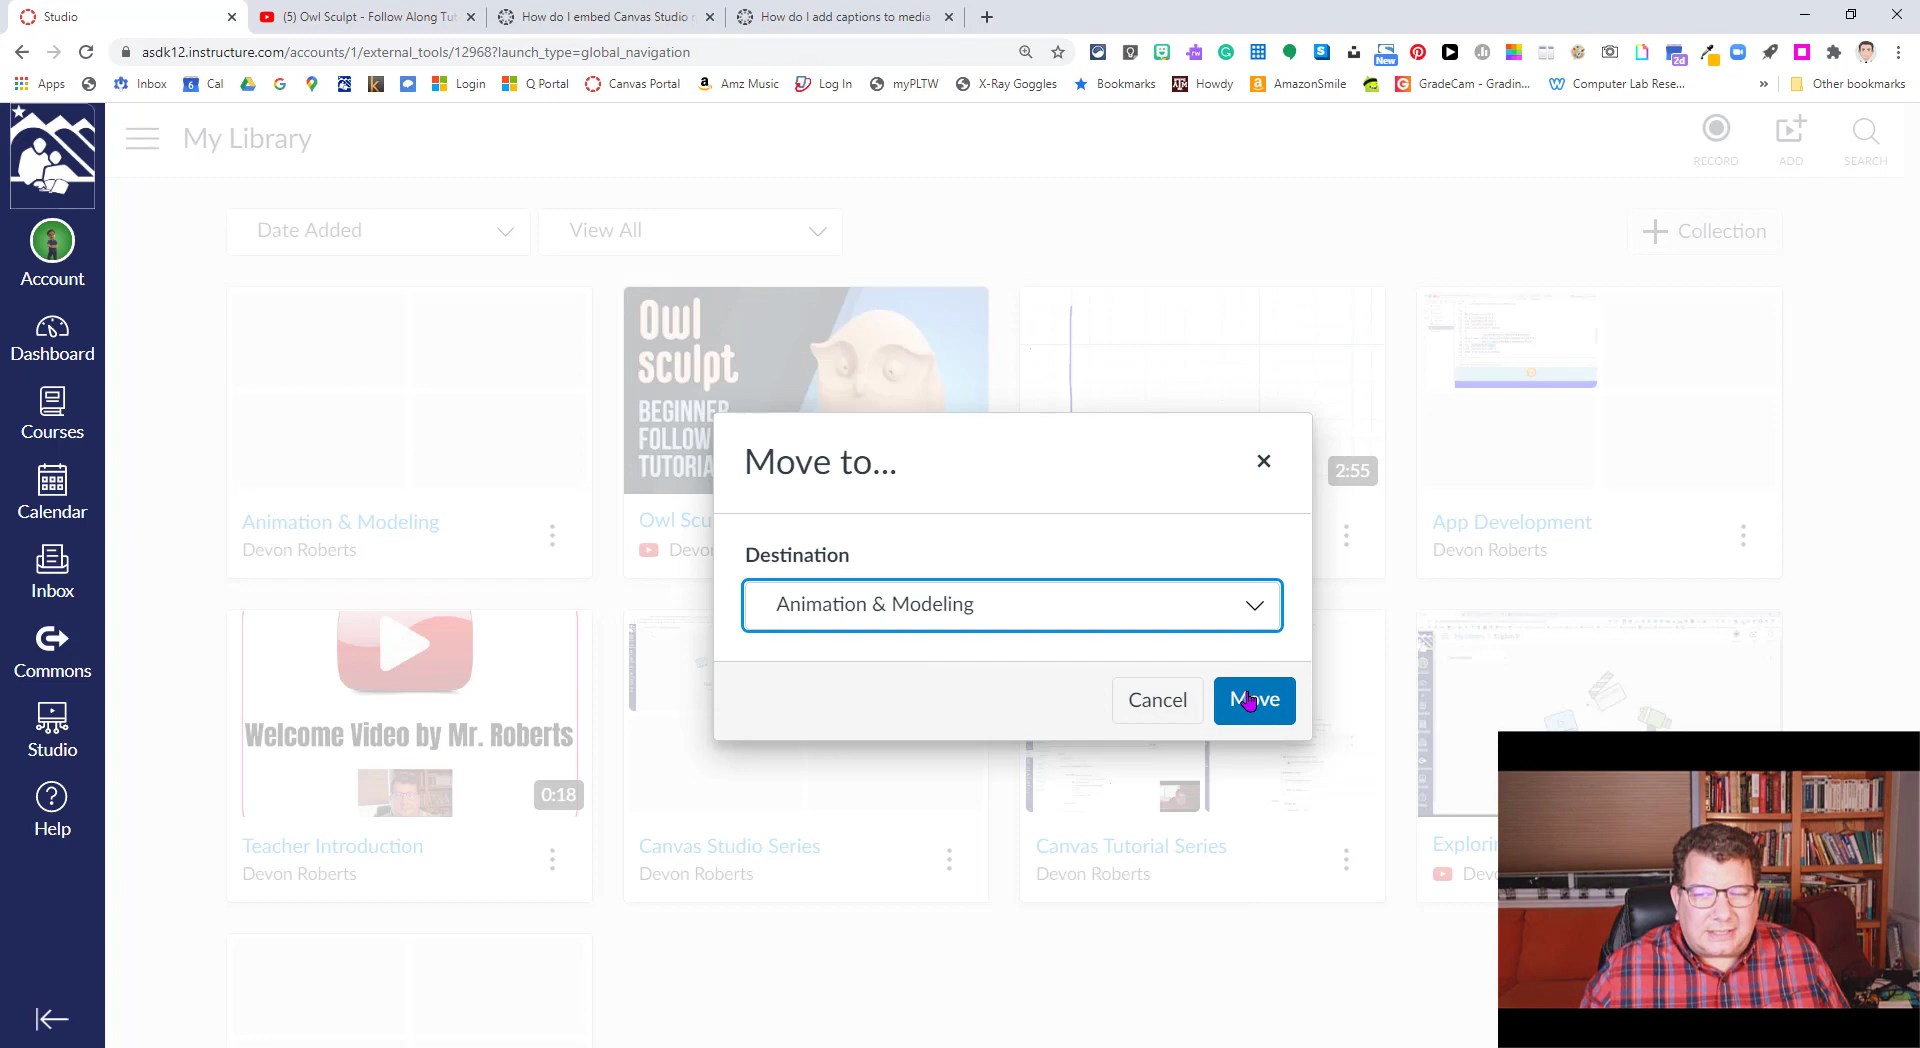 Studio
(5) Owl Sculpt - Follow Along Tut
How do I embed Canvas Studio
How do I add captions to media
asdk12.instructure.com/accounts/1/external_tools/12968?launch_type=global_navigation
New
2d
Apps
Inbox
6
Cal
Login
Q Portal
Canvas Portal
Amz Music
Log In
myPLTW
X-Ray Goggles
Bookmarks
Howdy
AmazonSmile
GradeCam - Gradin...
Computer Lab Rese...
»
Other bookmarks
My Library
RECORD
ADD
SEARCH
Account
Dashboard
Courses
Calendar
Inbox
Commons
Studio
Help
Date Added
View All
+ Collection
Owl
sculpt
BEGINNER
FOLLOW
TUTORIA
2:55
Animation & Modeling
Devon Roberts
Owl Scu
Devo
App Development
Devon Roberts
Move to...
Destination
Animation & Modeling
Cancel
Move
Welcome Video by Mr. Roberts
0:18
Teacher Introduction
Devon Roberts
Canvas Studio Series
Devon Roberts
Canvas Tutorial Series
Devon Roberts
Explorin
Devo